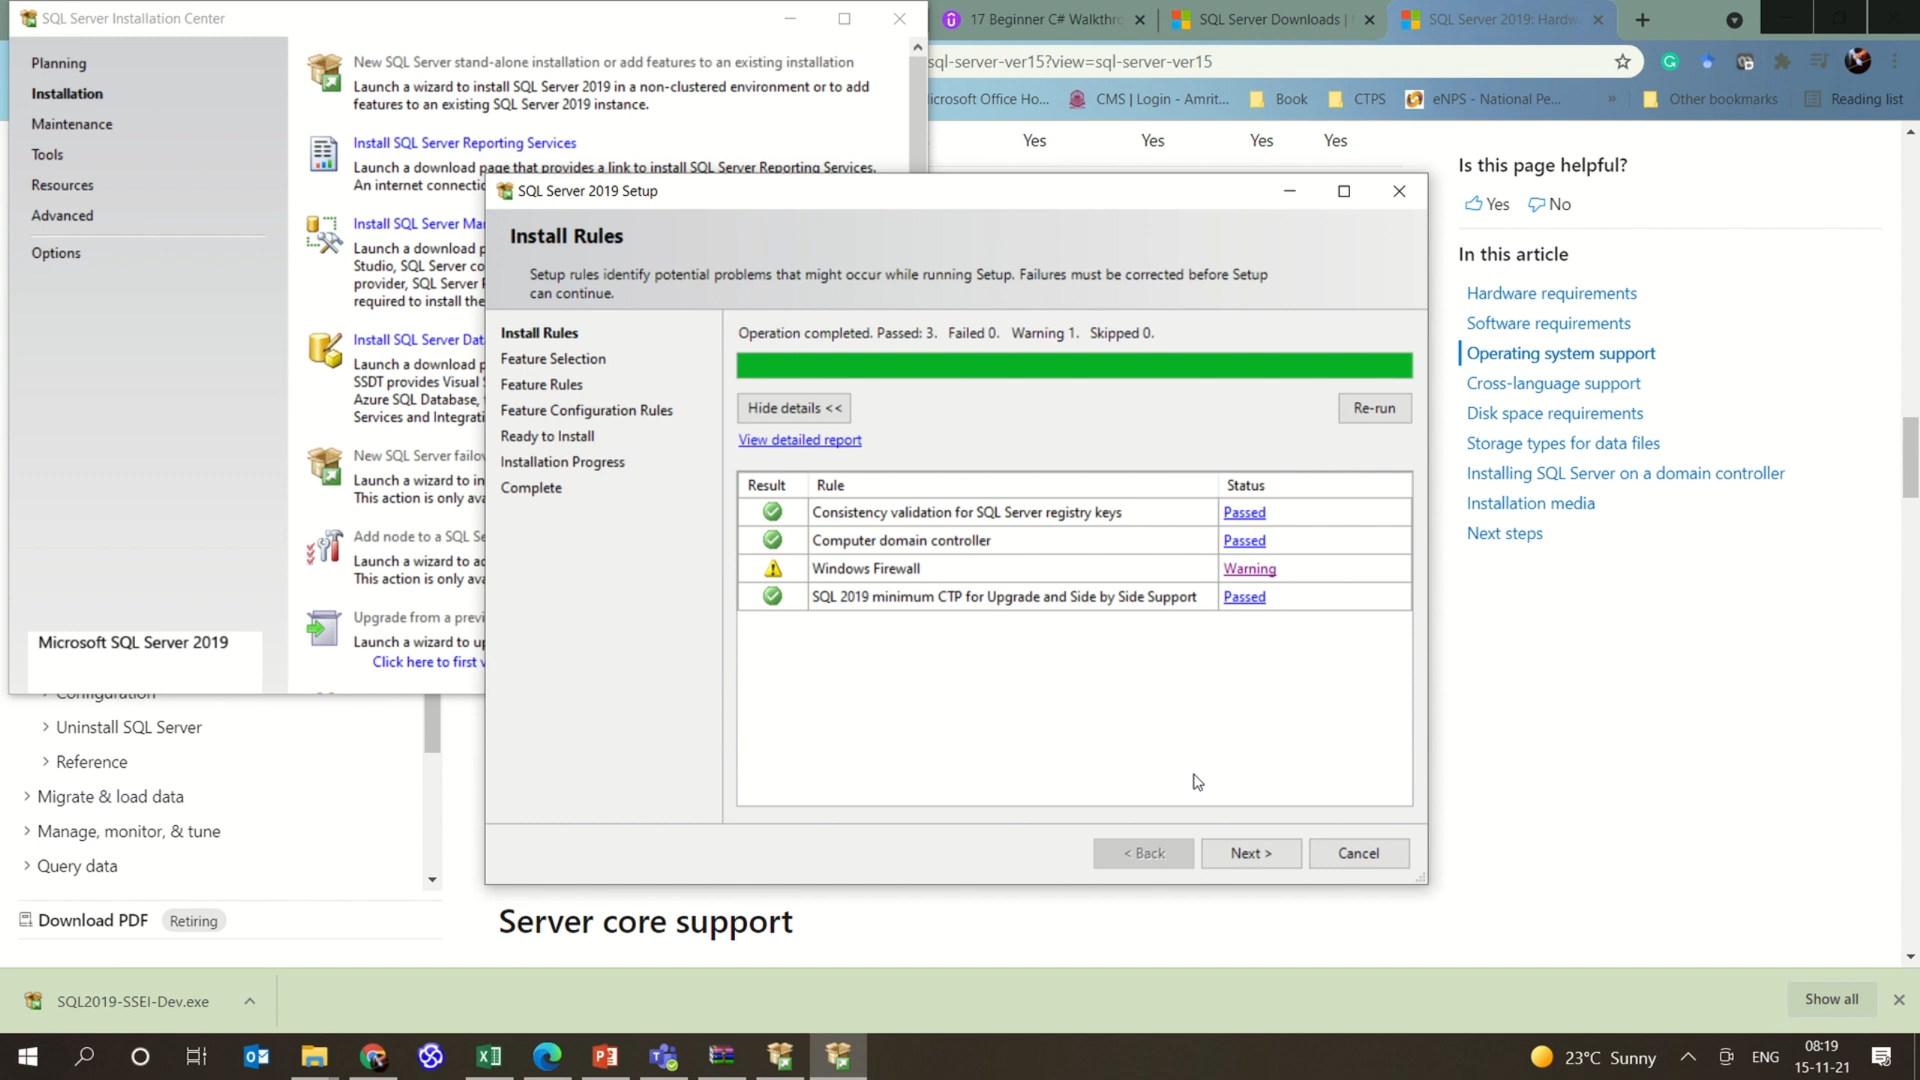 SQL Server Installation Center
Planning
Installation
Maintenance
Tools
Resources
Advanced
Options
Microsoft SQL Server 2019
New SQL Server stand-alone installation or add features to an existing installation
Launch a wizard to install SQL Server 2019 in a non-clustered environment or to add
features to an existing SQL Server 2019 instance.
Install SQL Server Reporting Services
Launch a download page that provides a link to install SQL Server Reporting Services.
An internet connectic
Install SQL Server Mar
Launch a download p
Studio, SQL Server co
provider, SQL Server
required to install the
Install SQL Server Dat
Launch a download p
SSDT provides Visual
Azure SQL Database,
Services and Integrati
New SQL Server failov
Launch a wizard to in
This action is only ava
Add node to a SQL Se
Launch a wizard to ac
This action is only ava
Upgrade from a previ
Launch a wizard to up
Click here to first
17 Beginner C# Walkthr
SQL Server Downloads |
SQL Server 2019: Hardw
sql-server-ver15?view=sql-server-ver15
icrosoft Office Ho...
CMS | Login - Amrit...
Book
CTPS
eNPS - National Pe...
»
Other bookmarks
Reading list
Yes Yes Yes Yes
SQL Server 2019 Setup
Install Rules
Setup rules identify potential problems that might occur while running Setup. Failures must be corrected before Setup
can continue.
Install Rules
Feature Selection
Feature Rules
Feature Configuration Rules
Ready to Install
Installation Progress
Complete
Operation completed. Passed: 3. Failed 0. Warning 1. Skipped 0.
Hide details <<
Re-run
View detailed report
Result Rule Status
Consistency validation for SQL Server registry keys Passed
Computer domain controller Passed
Windows Firewall Warning
SQL 2019 minimum CTP for Upgrade and Side by Side Support Passed
< Back
Next >
Cancel
Is this page helpful?
Yes No
In this article
Hardware requirements
Software requirements
Operating system support
Cross-language support
Disk space requirements
Storage types for data files
Installing SQL Server on a domain controller
Installation media
Next steps
Configuration
Uninstall SQL Server
Reference
Migrate & load data
Manage, monitor, & tune
Query data
Download PDF Retiring
Server core support
SQL2019-SSEI-Dev.exe
Show all
23°C Sunny
ENG
08:19
15-11-21